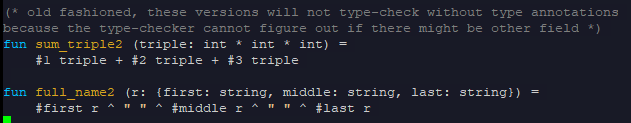 (* old fashioned, these versions will not type-check without type annotations
because the type-checker cannot figure out if there might be other field *)
fun sum_triple2 (triple: int * int * int) =
    #1 triple + #2 triple + #3 triple

fun full_name2 (r: {first: string, middle: string, last: string}) =
    #first r ^ " " ^ #middle r ^ " " ^ #last r